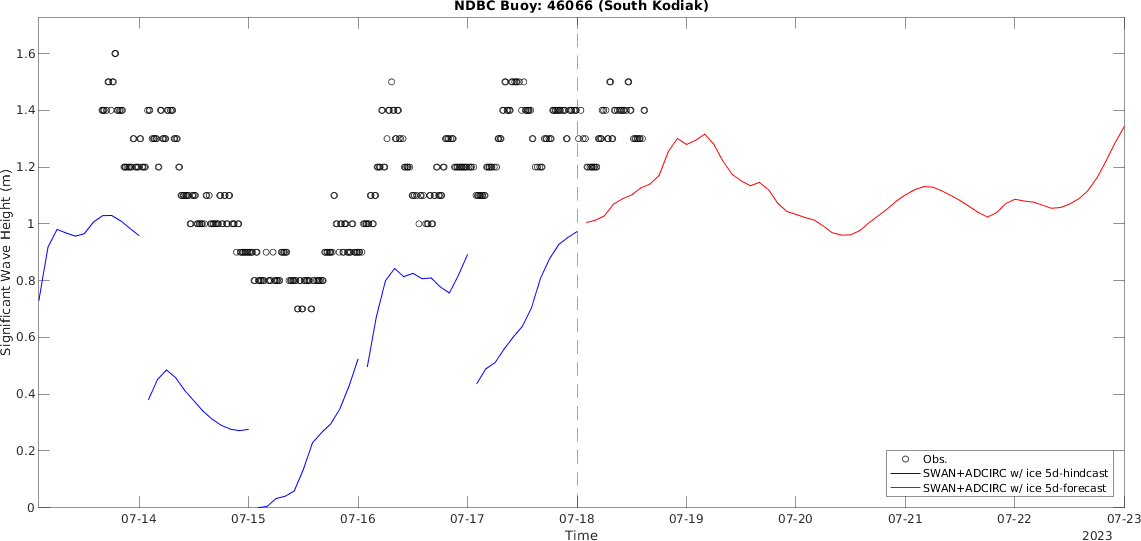 NDBC Buoy: 46066 (South Kodiak)
Significant Wave Height (m)
1.6
1.4
1.2
1
0.8
0.6
0.4
0.2
0
Obs.
SWAN+ADCIRC w/ ice 5d-hindcast
SWAN+ADCIRC w/ ice 5d-forecast
07-14 07-15 07-16 07-17 07-18 07-19 07-20 07-21 07-22 07-23
Time
2023